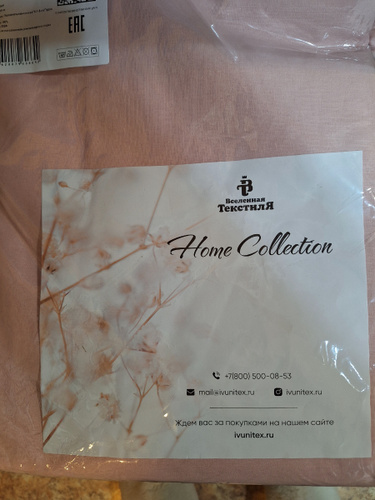 EAC
Вселенная
Текстиля
Home Collection
+7(800) 500-08-53
mail@ivunitex.ru
ivunitex.ru
Ждем вас за покупками на нашем сайте
ivunitex.ru